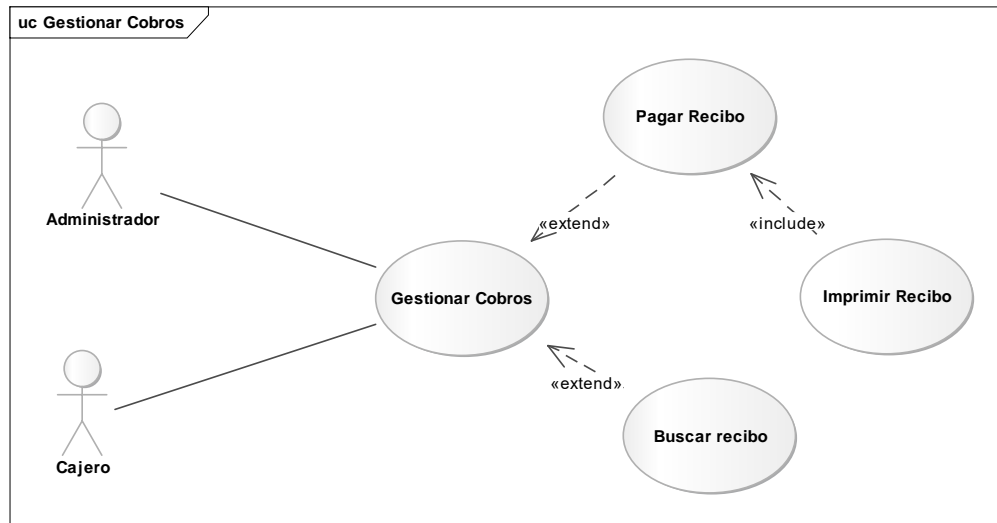 uc Gestionar Cobros
Pagar Recibo
Administrador
«extend»
«include»
Gestionar Cobros
Imprimir Recibo
«extend»
Buscar recibo
Cajero